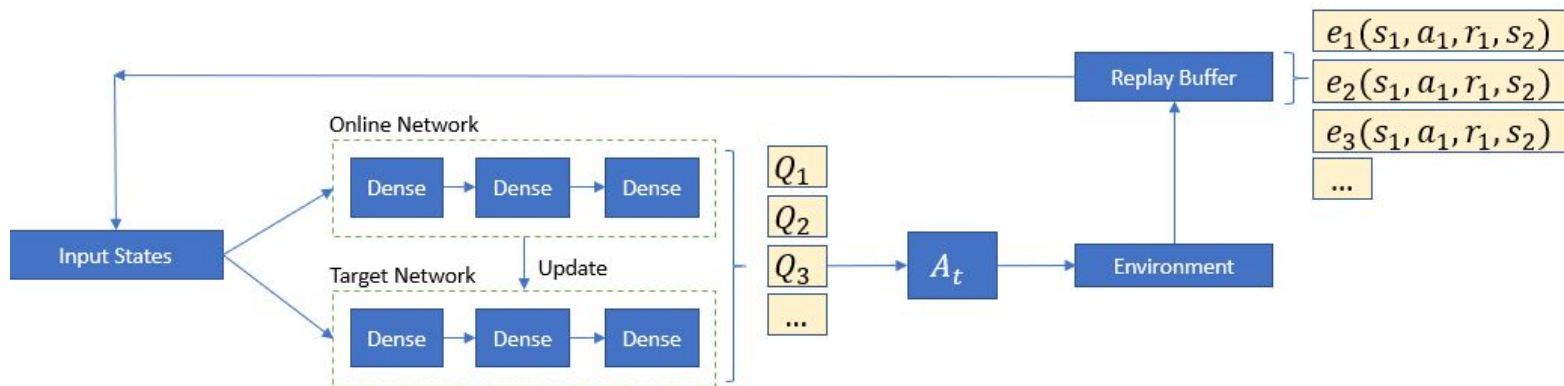 e₁(s₁, a₁, r₁, s₂)
Replay Buffer
e₂(s₁, a₁, r₁, s₂)
e₃(s₁, a₁, r₁, s₂)
...
Online Network
Dense
Dense
Dense
Q₁
Q₂
Q₃
...
Input States
Update
Target Network
Dense
Dense
Dense
Aₜ
Environment